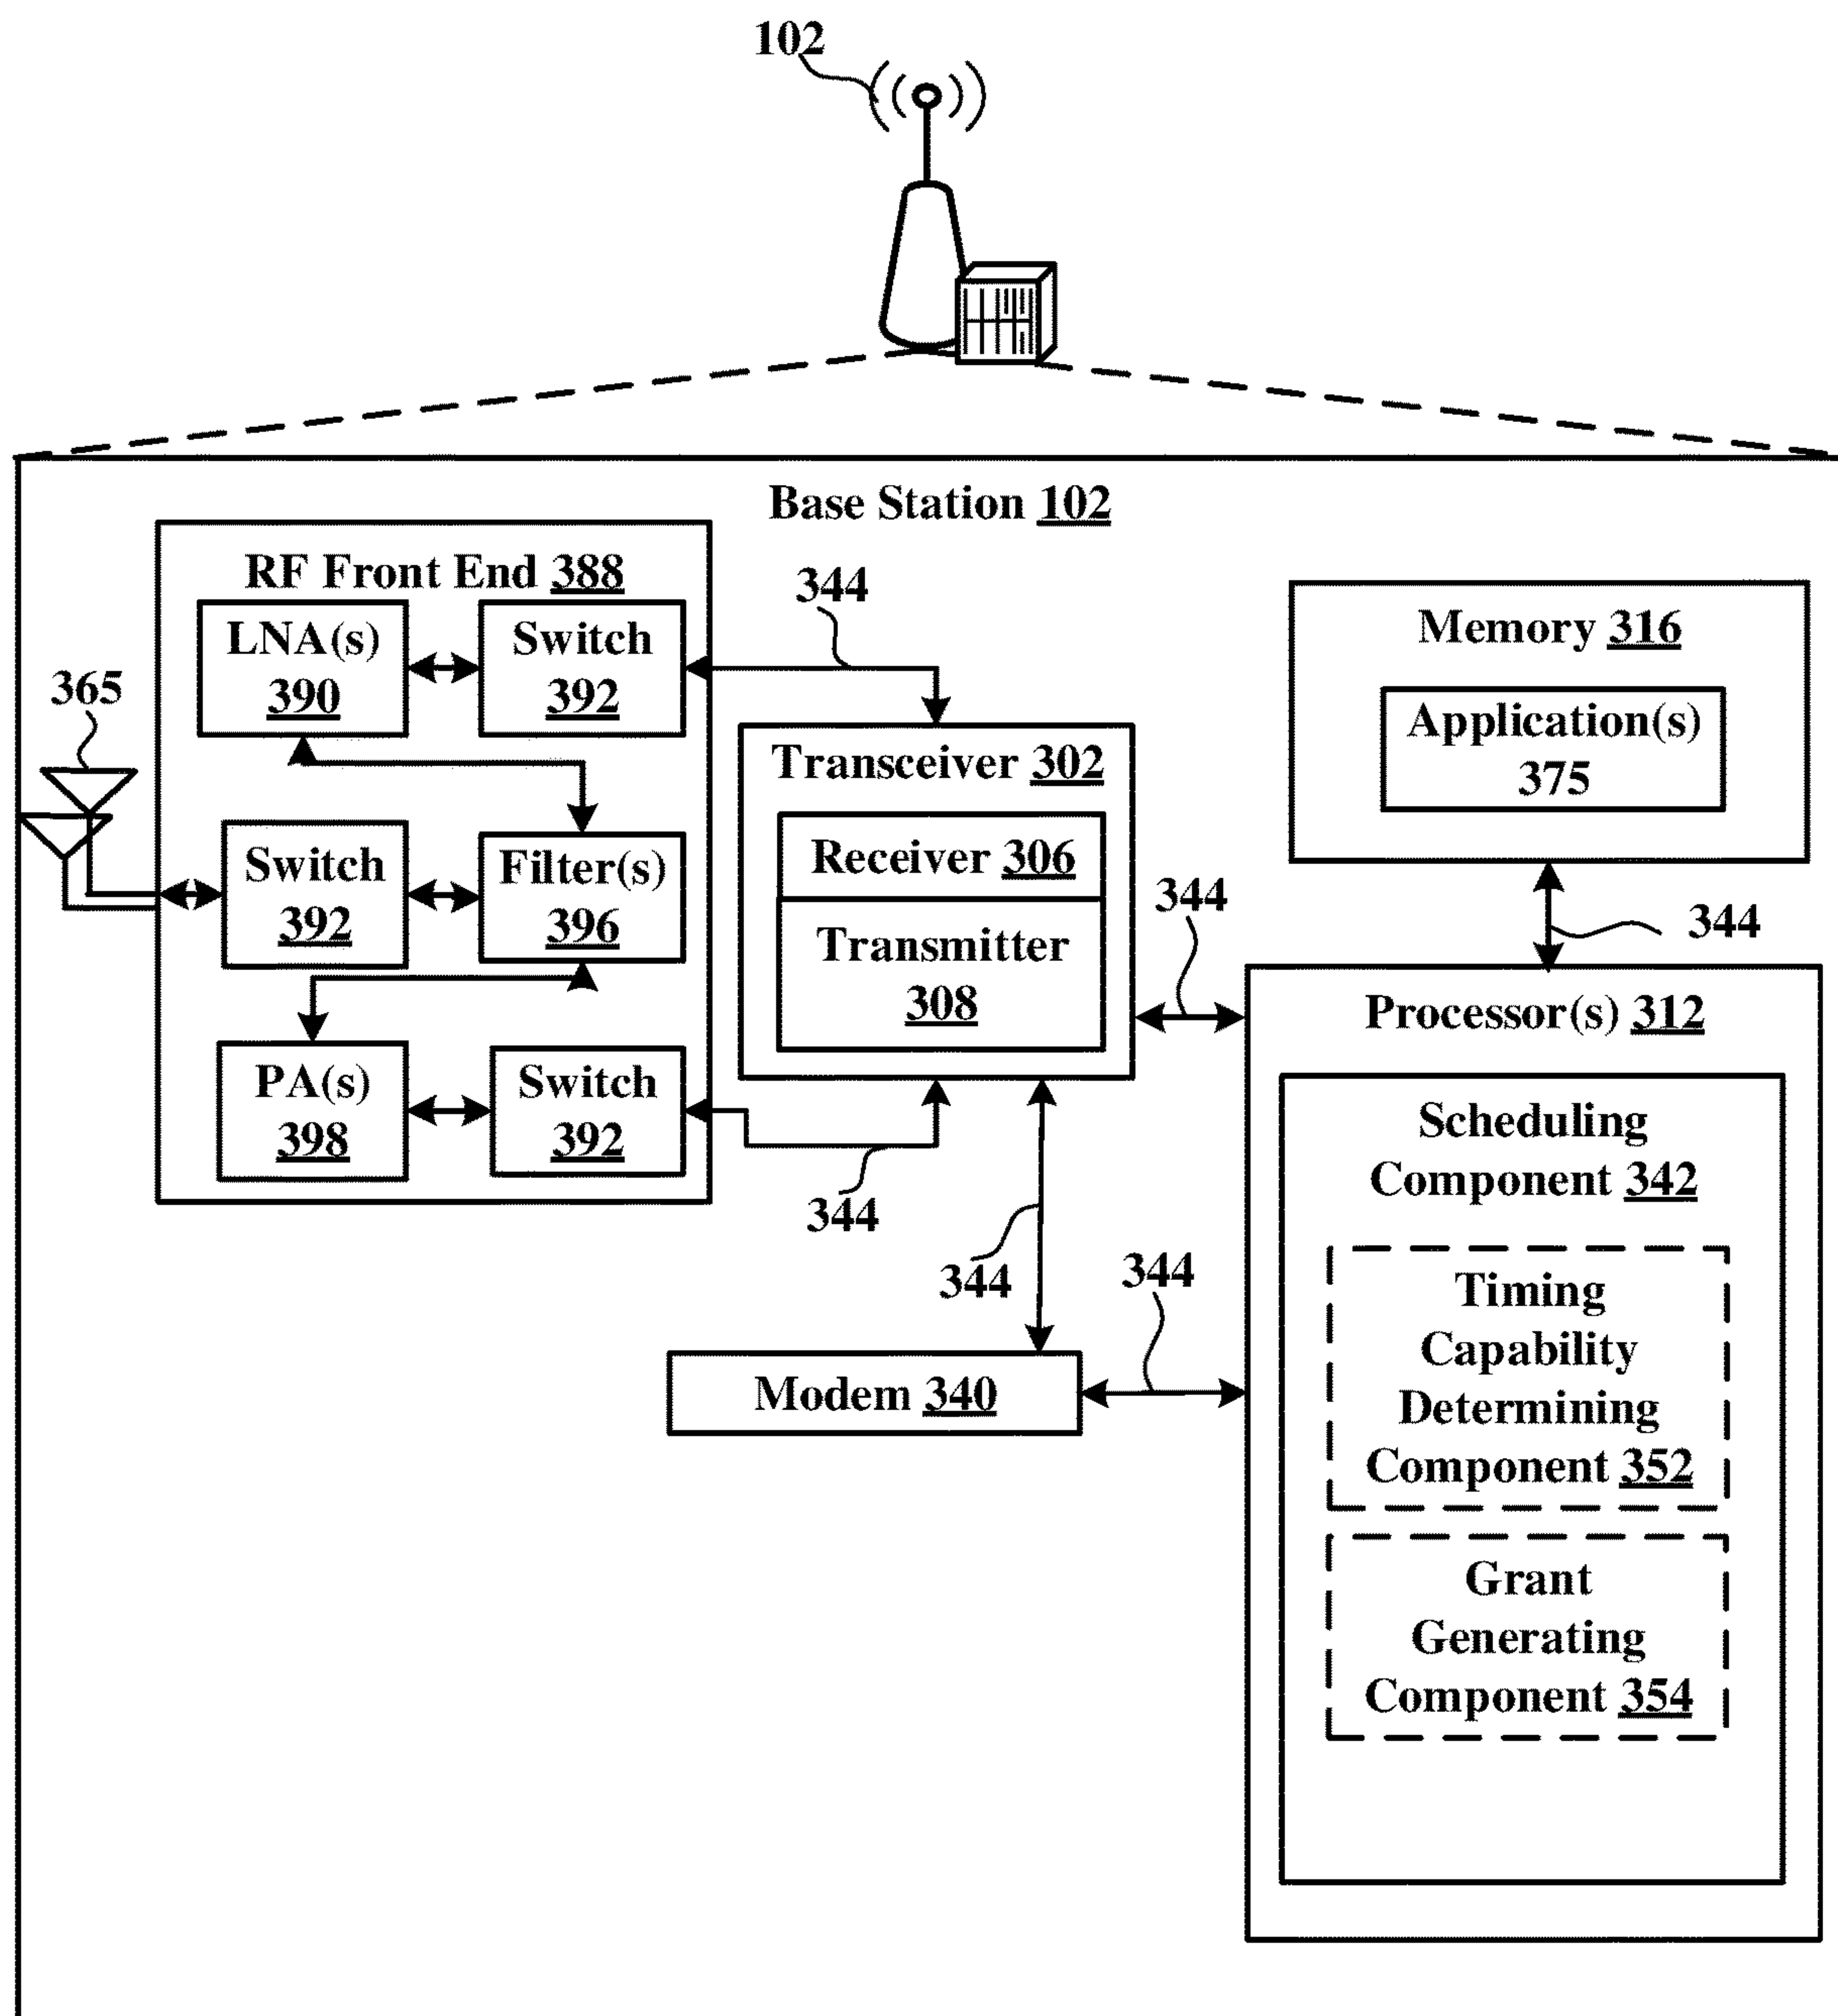 102
Base Station 102
RF Front End 388
LNA(s)
390
Switch
392
344
365
Switch
392
Filter(s)
396
PA(s)
398
Switch
392
344
Transceiver 302
Receiver 306
Transmitter
308
344
Memory 316
Application(s)
375
344
344
Modem 340
344
Processor(s) 312
Scheduling
Component 342
Timing
Capability
Determining
Component 352
Grant
Generating
Component 354